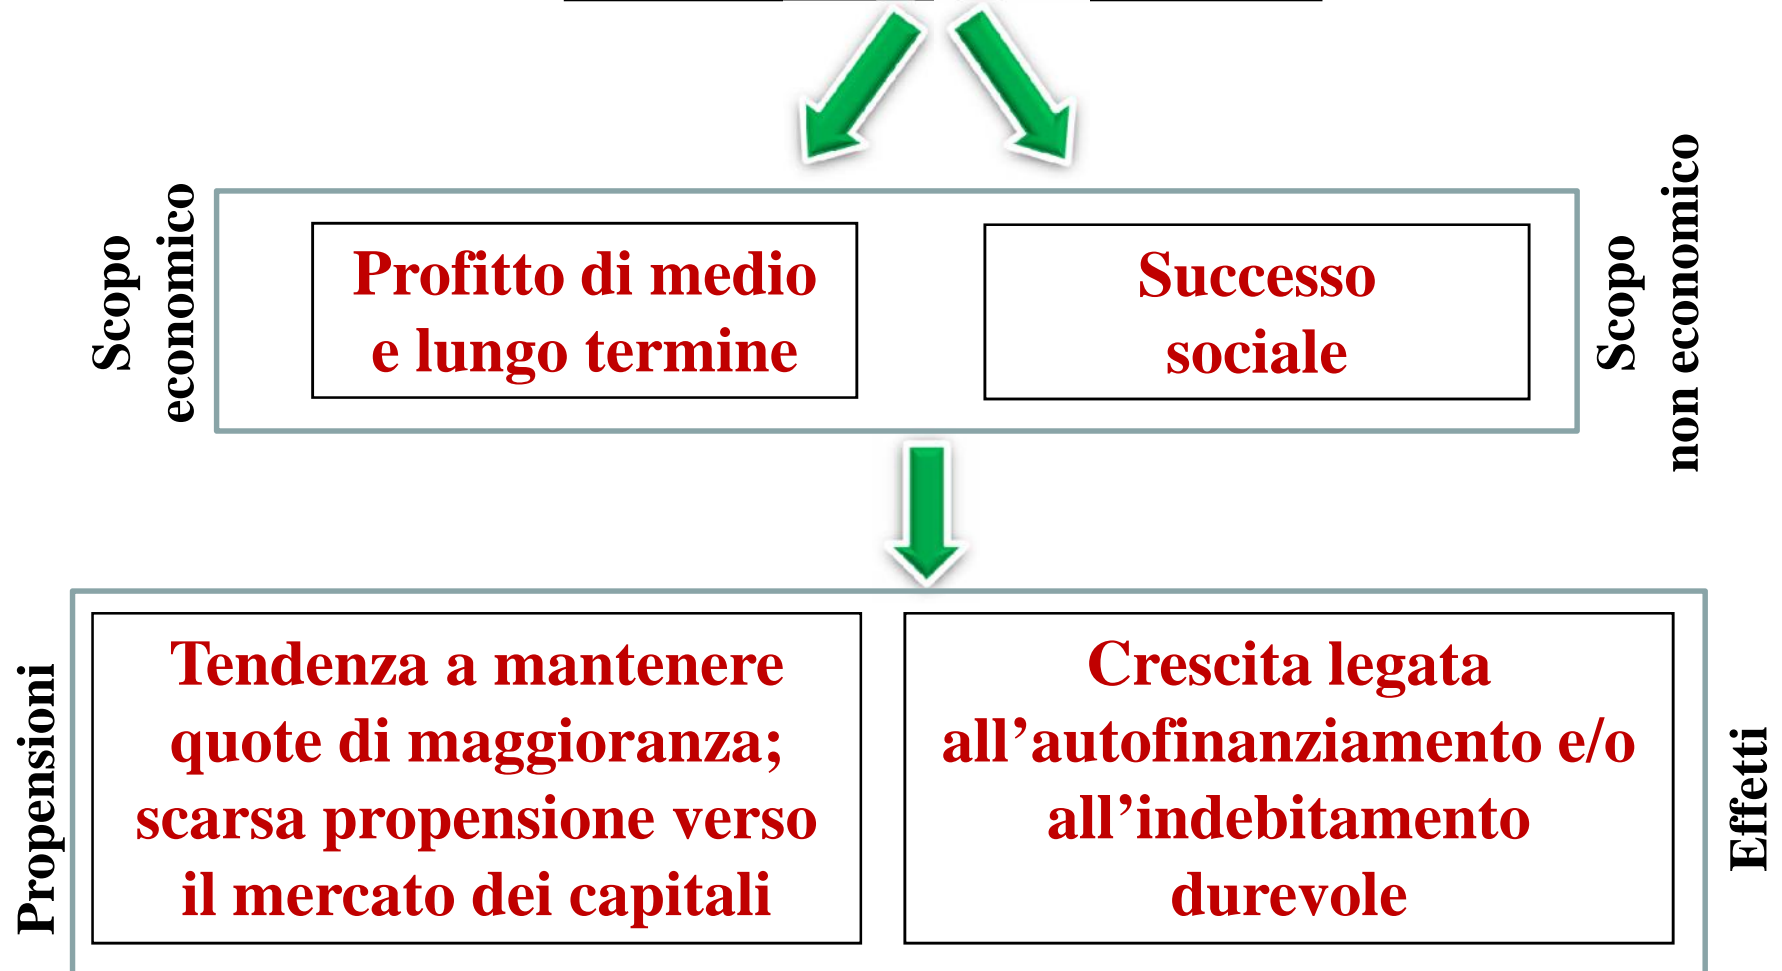 Scopo
economico
Profitto di medio
e lungo termine
Successo
sociale
Scopo
non economico
Propensioni
Tendenza a mantenere
quote di maggioranza;
scarsa propensione verso
il mercato dei capitali
Crescita legata
all’autofinanziamento e/o
all’indebitamento
durevole
Effetti